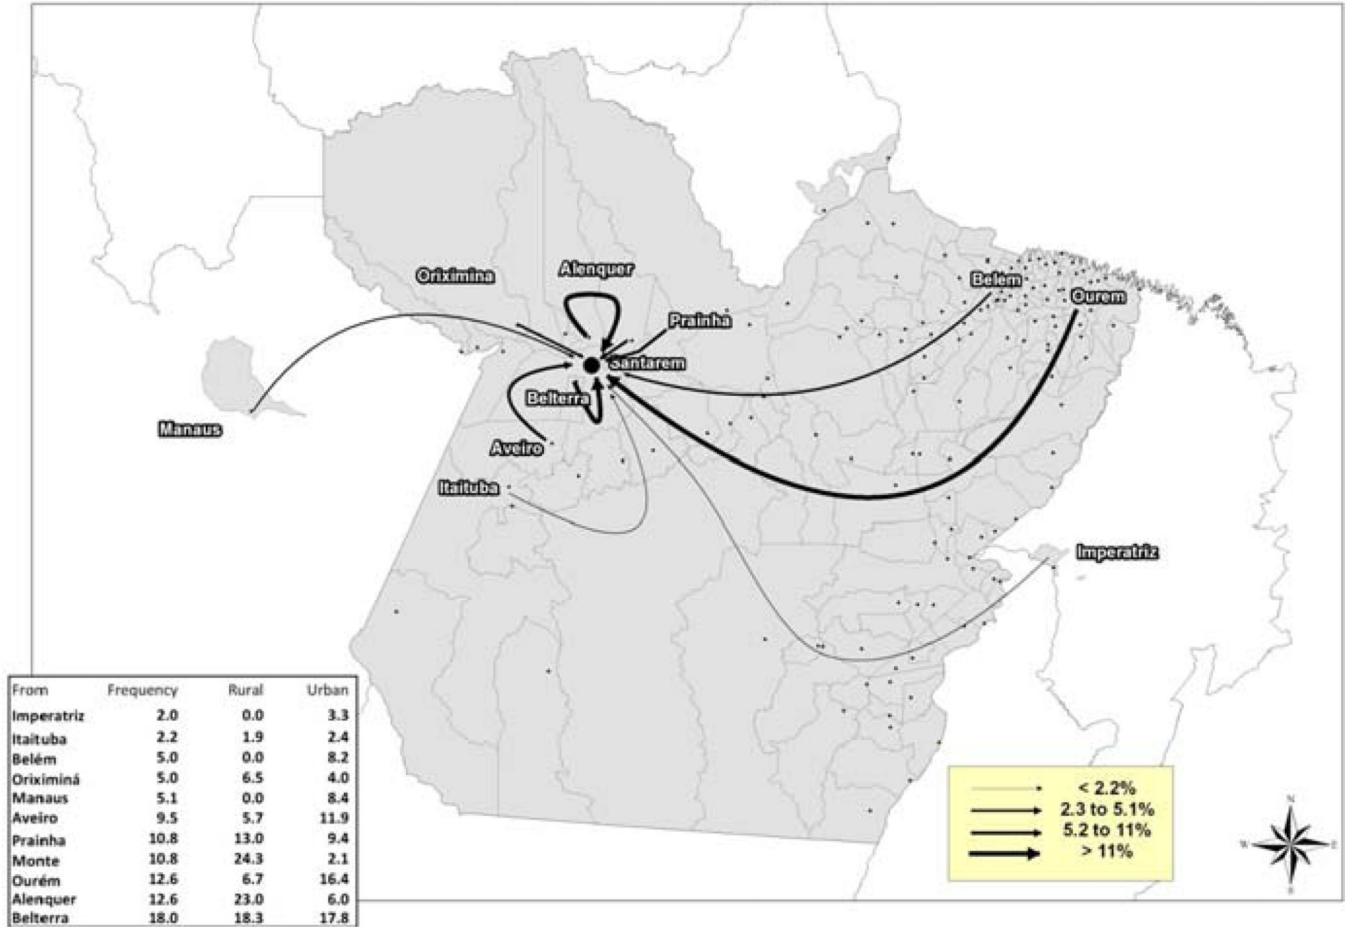 Oriximina
Alenquer
Prainha
Santarem
Belém
Ourem
Manaus
Belterra
Aveiro
Itaituba
Imperatriz
From Frequency Rural Urban
Imperatriz 2.0 0.0 3.3
Itaituba 2.2 1.9 2.4
Belém 5.0 0.0 8.2
Oriximiná 5.0 6.5 4.0
Manaus 5.1 0.0 8.4
Aveiro 9.5 5.7 11.9
Prainha 10.8 13.0 9.4
Monte 10.8 24.3 2.1
Ourém 12.6 6.7 16.4
Alenquer 12.6 23.0 6.0
Belterra 18.0 18.3 17.8
< 2.2%
2.3 to 5.1%
5.2 to 11%
> 11%
N
W E
S